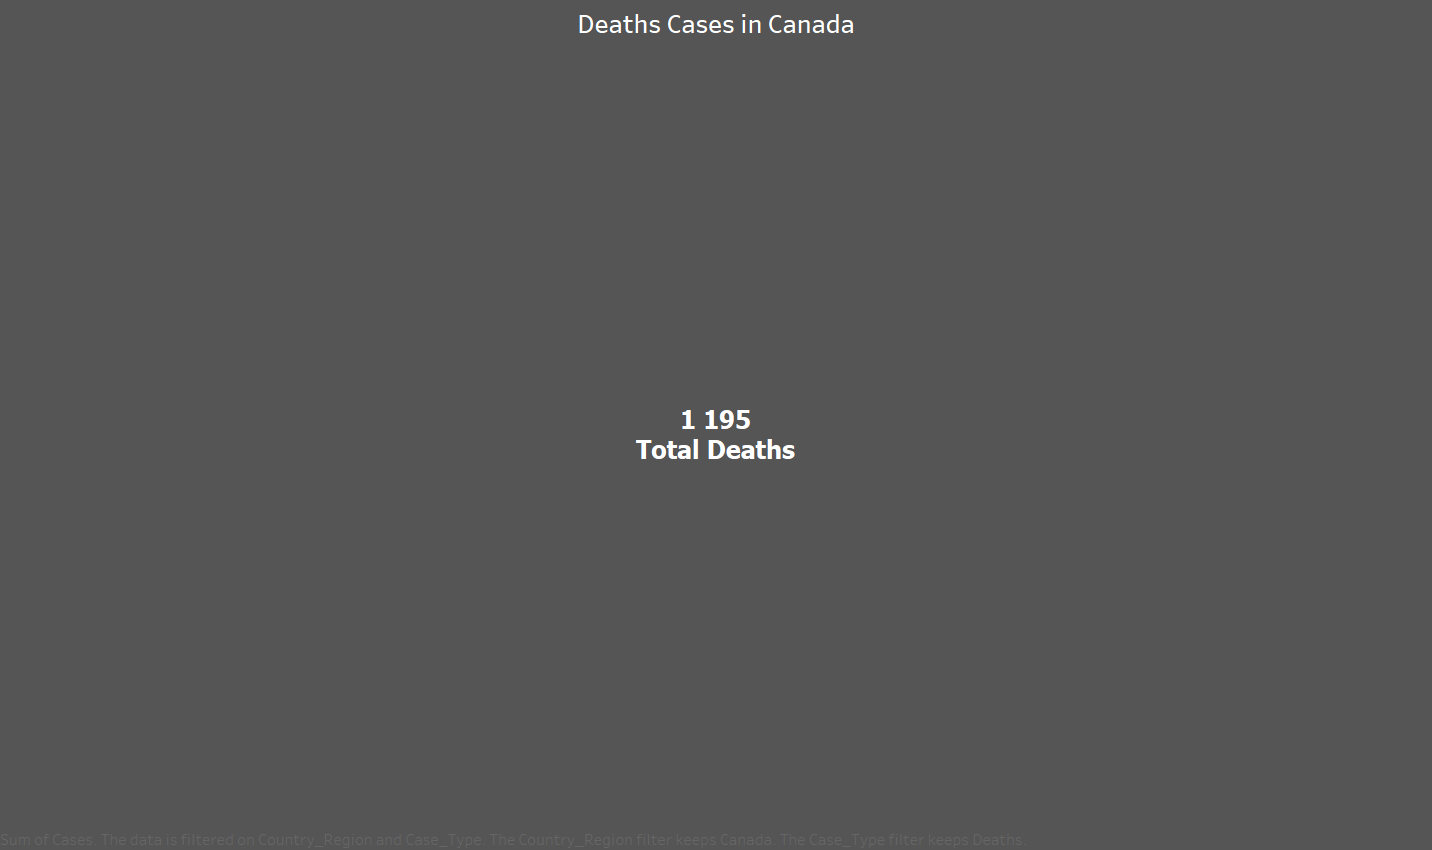 Deaths Cases in Canada
1 195
Total Deaths
Sum of Cases. The data is filtered on Country_Region and Case_Type. The Country_Region filter keeps Canada. The Case_Type filter keeps Deaths.